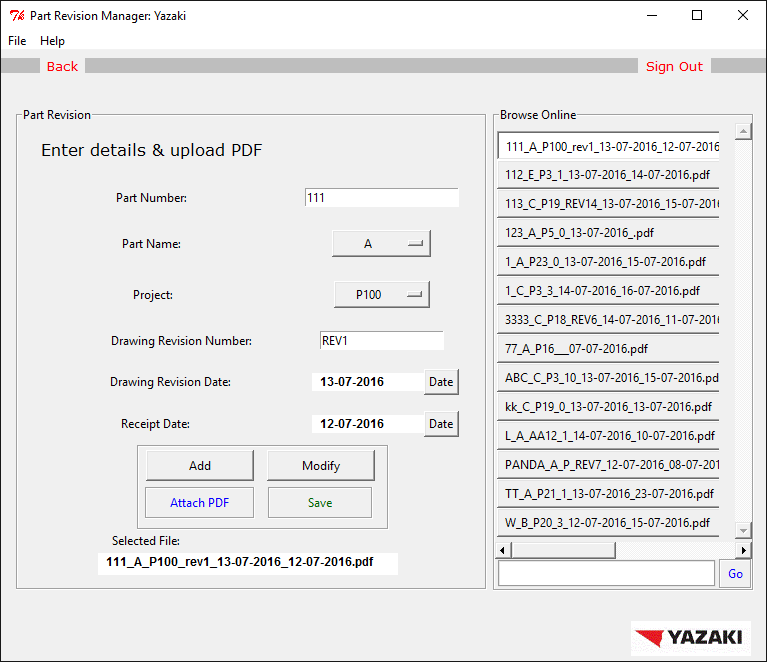 Part Revision Manager: Yazaki
File Help
Back
Sign Out
Part Revision
Enter details & upload PDF
Part Number:
111
Part Name:
A
Project:
P100
Drawing Revision Number:
REV1
Drawing Revision Date:
13-07-2016
Date
Receipt Date:
12-07-2016
Date
Add
Modify
Attach PDF
Save
Selected File:
111_A_P100_rev1_13-07-2016_12-07-2016.pdf
Browse Online
111_A_P100_rev1_13-07-2016_12-07-2016
112_E_P3_1_13-07-2016_14-07-2016.pdf
113_C_P19_REV14_13-07-2016_15-07-201
123_A_P5_0_13-07-2016_.pdf
1_A_P23_0_13-07-2016_15-07-2016.pdf
1_C_P3_3_14-07-2016_16-07-2016.pdf
3333_C_P18_REV6_14-07-2016_11-07-201
77_A_P16___07-07-2016.pdf
ABC_C_P3_10_13-07-2016_15-07-2016.pd
kk_C_P19_0_13-07-2016_13-07-2016.pdf
L_A_AA12_1_14-07-2016_10-07-2016.pdf
PANDA_A_P_REV7_12-07-2016_08-07-201
TT_A_P21_1_13-07-2016_23-07-2016.pdf
W_B_P20_3_12-07-2016_15-07-2016.pdf
Go
YAZAKI